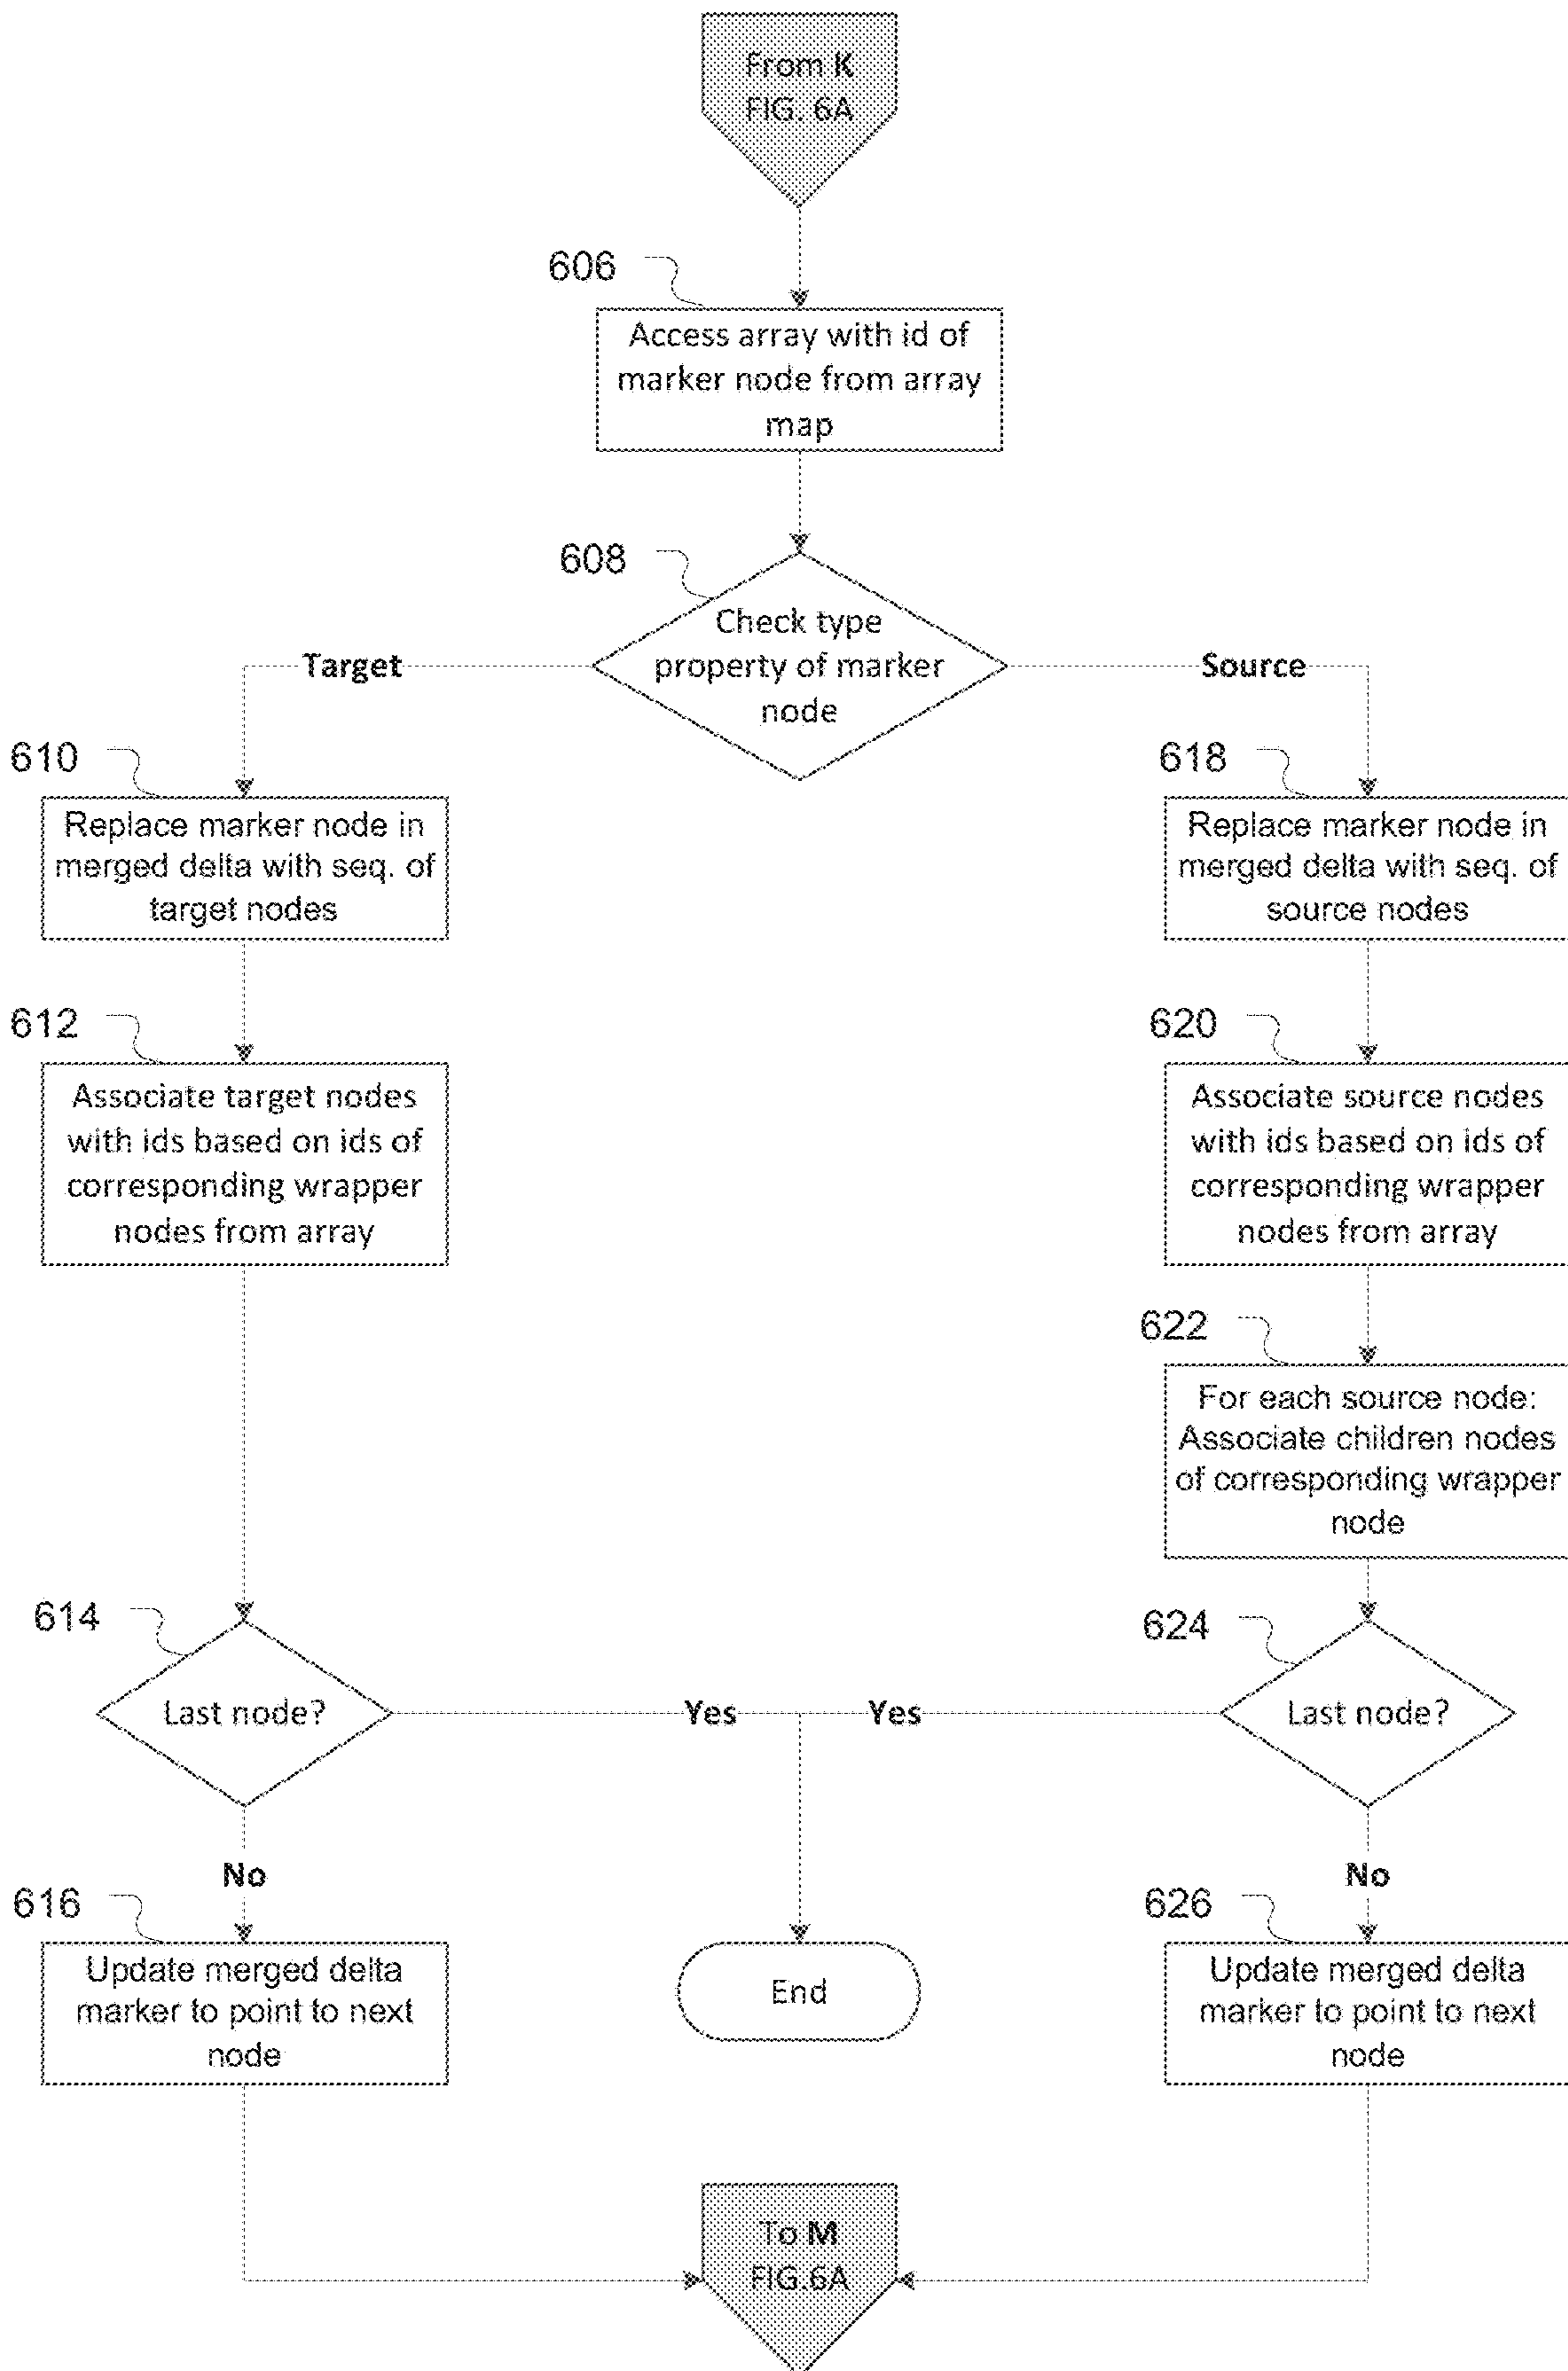 From K
FIG. 6A
606
Access array with id of
marker node from array
map
608
Check type
property of marker
node
Target
Source
610
Replace marker node in
merged delta with seq. of
target nodes
618
Replace marker node in
merged delta with seq. of
source nodes
612
Associate target nodes
with ids based on ids of
corresponding wrapper
nodes from array
620
Associate source nodes
with ids based on ids of
corresponding wrapper
nodes from array
622
For each source node:
Associate children nodes
of corresponding wrapper
node
614
Last node?
Yes
Yes
624
Last node?
No
No
616
Update merged delta
marker to point to next
node
End
626
Update merged delta
marker to point to next
node
To M
FIG.6A